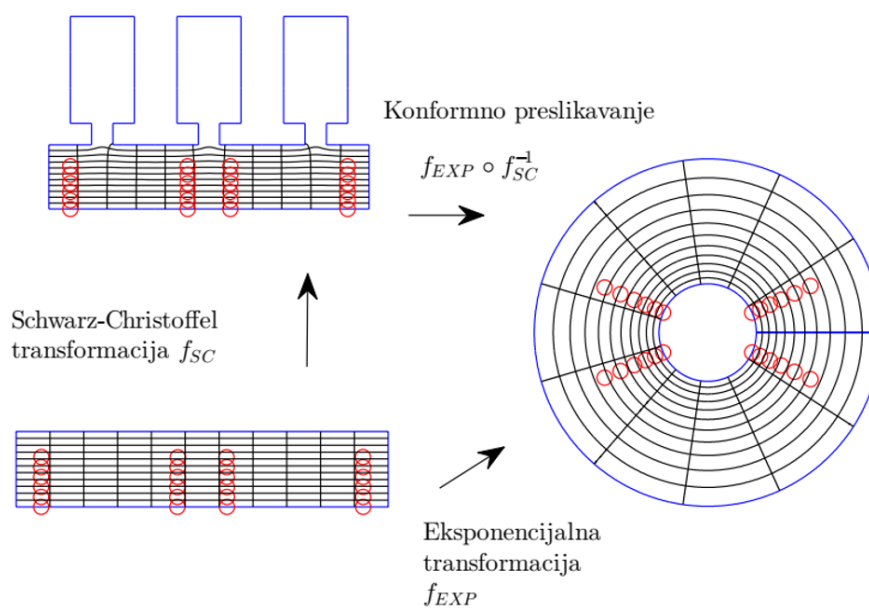 Konformno preslikavanje
f_{EXP} ∘ f_{SC}^{-1}
Schwarz-Christoffel
transformacija f_{SC}
Eksponencijalna
transformacija
f_{EXP}